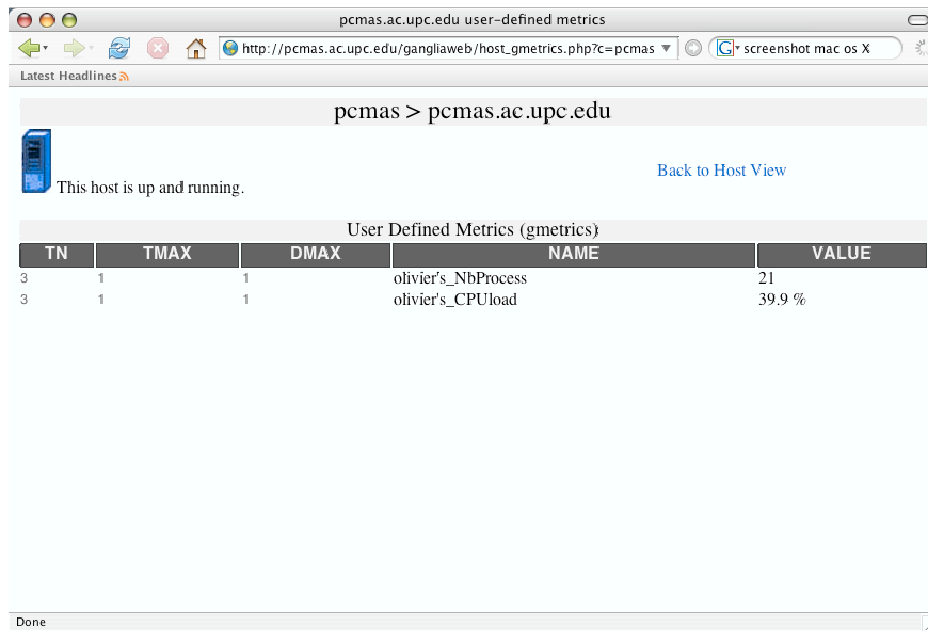 pcmas.ac.upc.edu user-defined metrics
http://pcmas.ac.upc.edu/gangliaweb/host_gmetrics.php?c=pcmas G screenshot mac os X
Latest Headlines
pcmas > pcmas.ac.upc.edu
This host is up and running.
Back to Host View
User Defined Metrics (gmetrics)
TN TMAX DMAX NAME VALUE
3 1 1 olivier's_NbProcess 21
3 1 1 olivier's_CPUload 39.9 %
Done